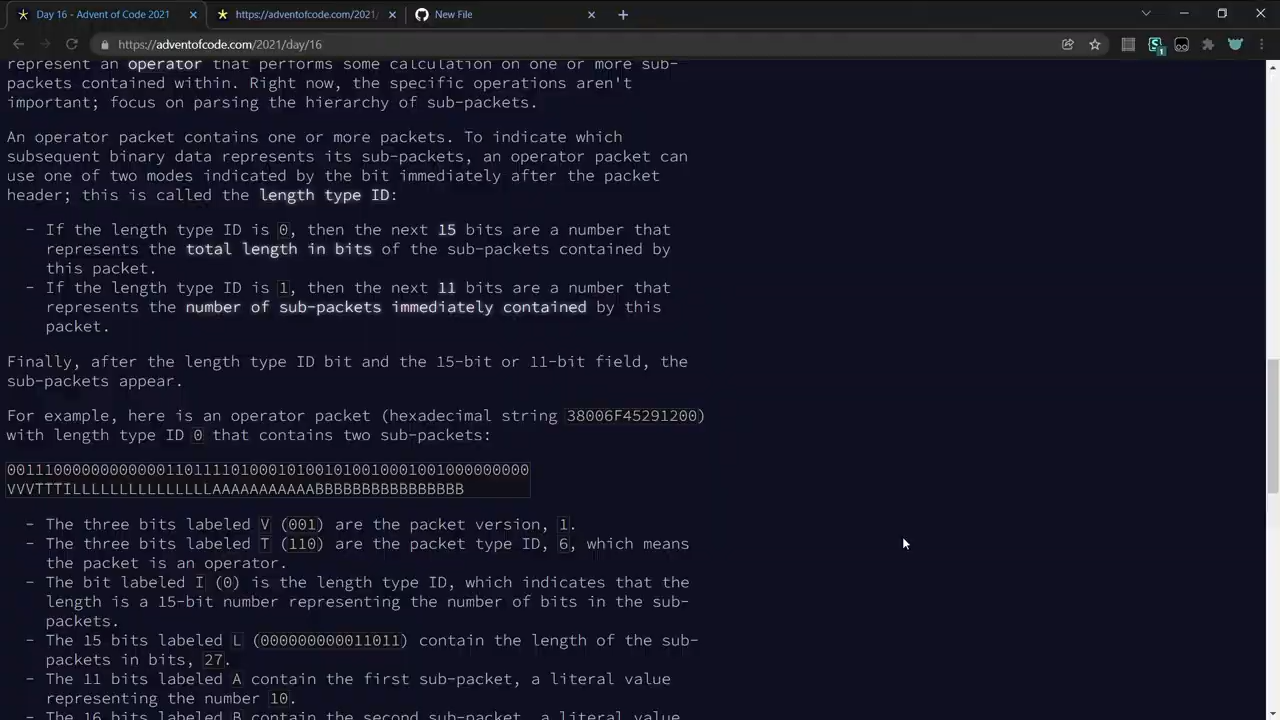 Day 16 - Advent of Code 2021
https://adventofcode.com/2021/
New File
https://adventofcode.com/2021/day/16
represent an operator that performs some calculation on one or more sub-
packets contained within. Right now, the specific operations aren't
important; focus on parsing the hierarchy of sub-packets.
An operator packet contains one or more packets. To indicate which
subsequent binary data represents its sub-packets, an operator packet can
use one of two modes indicated by the bit immediately after the packet
header; this is called the length type ID:
- If the length type ID is 0, then the next 15 bits are a number that
represents the total length in bits of the sub-packets contained by
this packet.
- If the length type ID is 1, then the next 11 bits are a number that
represents the number of sub-packets immediately contained by this
packet.
Finally, after the length type ID bit and the 15-bit or 11-bit field, the
sub-packets appear.
For example, here is an operator packet (hexadecimal string 38006F45291200)
with length type ID 0 that contains two sub-packets:
00111000000000000110111101000101001010010001001000000000
VVVTTTILLLLLLLLLLLLLLLAAAAAAAAAAABBBBBBBBBBBBBBBB
- The three bits labeled V (001) are the packet version, 1.
- The three bits labeled T (110) are the packet type ID, 6, which means
the packet is an operator.
- The bit labeled I (0) is the length type ID, which indicates that the
length is a 15-bit number representing the number of bits in the sub-
packets.
- The 15 bits labeled L (000000000011011) contain the length of the sub-
packets in bits, 27.
- The 11 bits labeled A contain the first sub-packet, a literal value
representing the number 10.
- The 16 bits labeled B contain the second sub-packet, a literal value